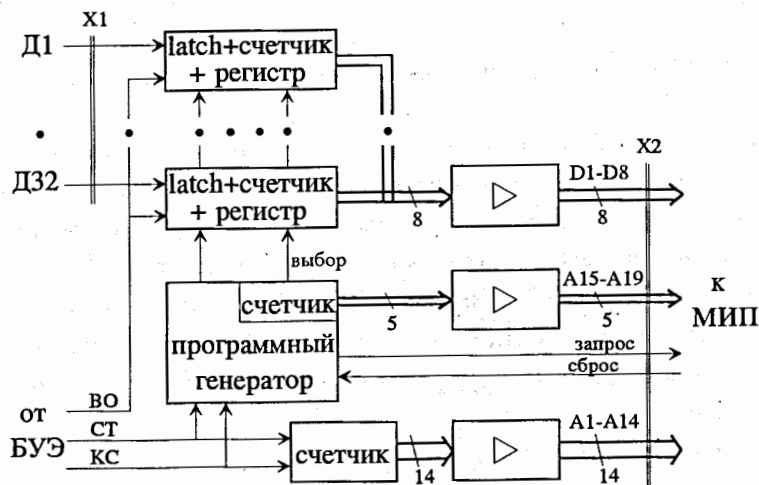 X1
Д1
latch+счетчик
+ регистр
X2
Д32
latch+счетчик
+ регистр
8
D1-D8
8
выбор
счетчик
программный
генератор
5
A15-A19
5
к
МИП
запрос
сброс
от
БУЭ
ВО
СТ
КС
счетчик
14
A1-A14
14